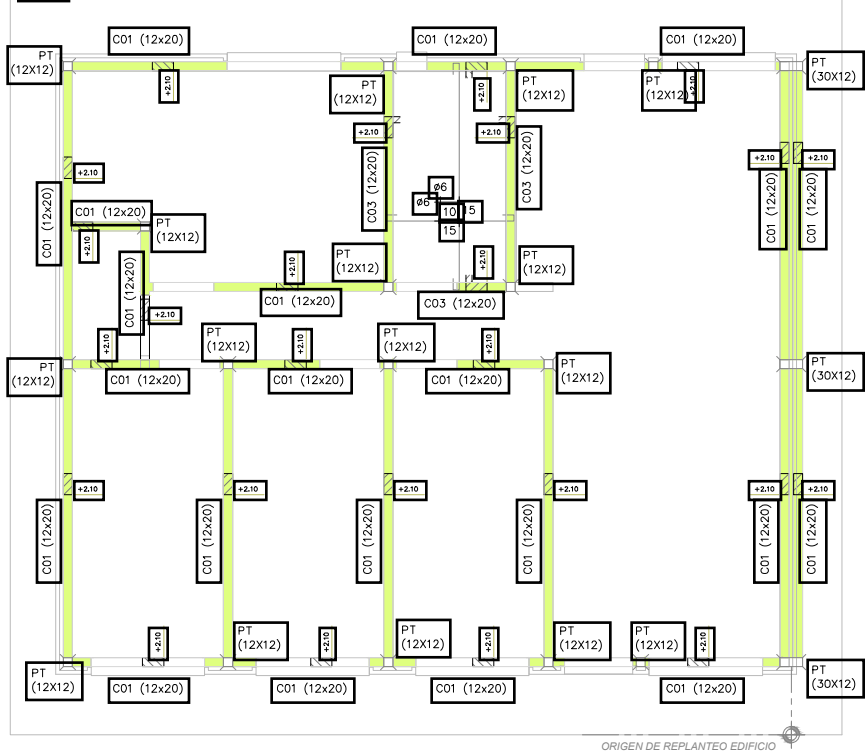 C01 (12x20)
C01 (12x20)
C01 (12x20)
PT
(12X12)
PT
(30X12)
+2.10
PT
(12X12)
+2.10
PT
(12X12)
PT
(12X12)
+2.10
+2.10
+2.10
+2.10
+2.10
+2.10
C01 (12x20)
C03 (12x20)
C03 (12x20)
C01 (12x20)
C01 (12x20)
ø6
ø6
10
15
15
C01 (12x20)
PT
(12X12)
+2.10
PT
(12X12)
+2.10
+2.10
PT
(12X12)
C01 (12x20)
C01 (12x20)
C03 (12x20)
+2.10
PT
(12X12)
+2.10
PT
(12X12)
+2.10
PT
(12X12)
+2.10
PT
(12X12)
PT
(30X12)
C01 (12x20)
C01 (12x20)
C01 (12x20)
+2.10
+2.10
+2.10
+2.10
+2.10
C01 (12x20)
C01 (12x20)
C01 (12x20)
C01 (12x20)
C01 (12x20)
C01 (12x20)
+2.10
PT
(12X12)
+2.10
PT
(12X12)
+2.10
PT
(12X12)
PT
(12X12)
+2.10
PT
(12X12)
C01 (12x20)
C01 (12x20)
C01 (12x20)
C01 (12x20)
PT
(30X12)
ORIGEN DE REPLANTEO EDIFICIO